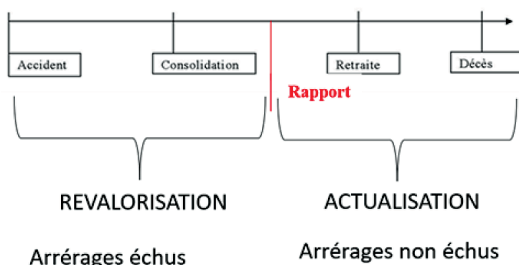 Accident
Consolidation
Retraite
Décès
Rapport
REVALORISATION
ACTUALISATION
Arrérages échus
Arrérages non échus